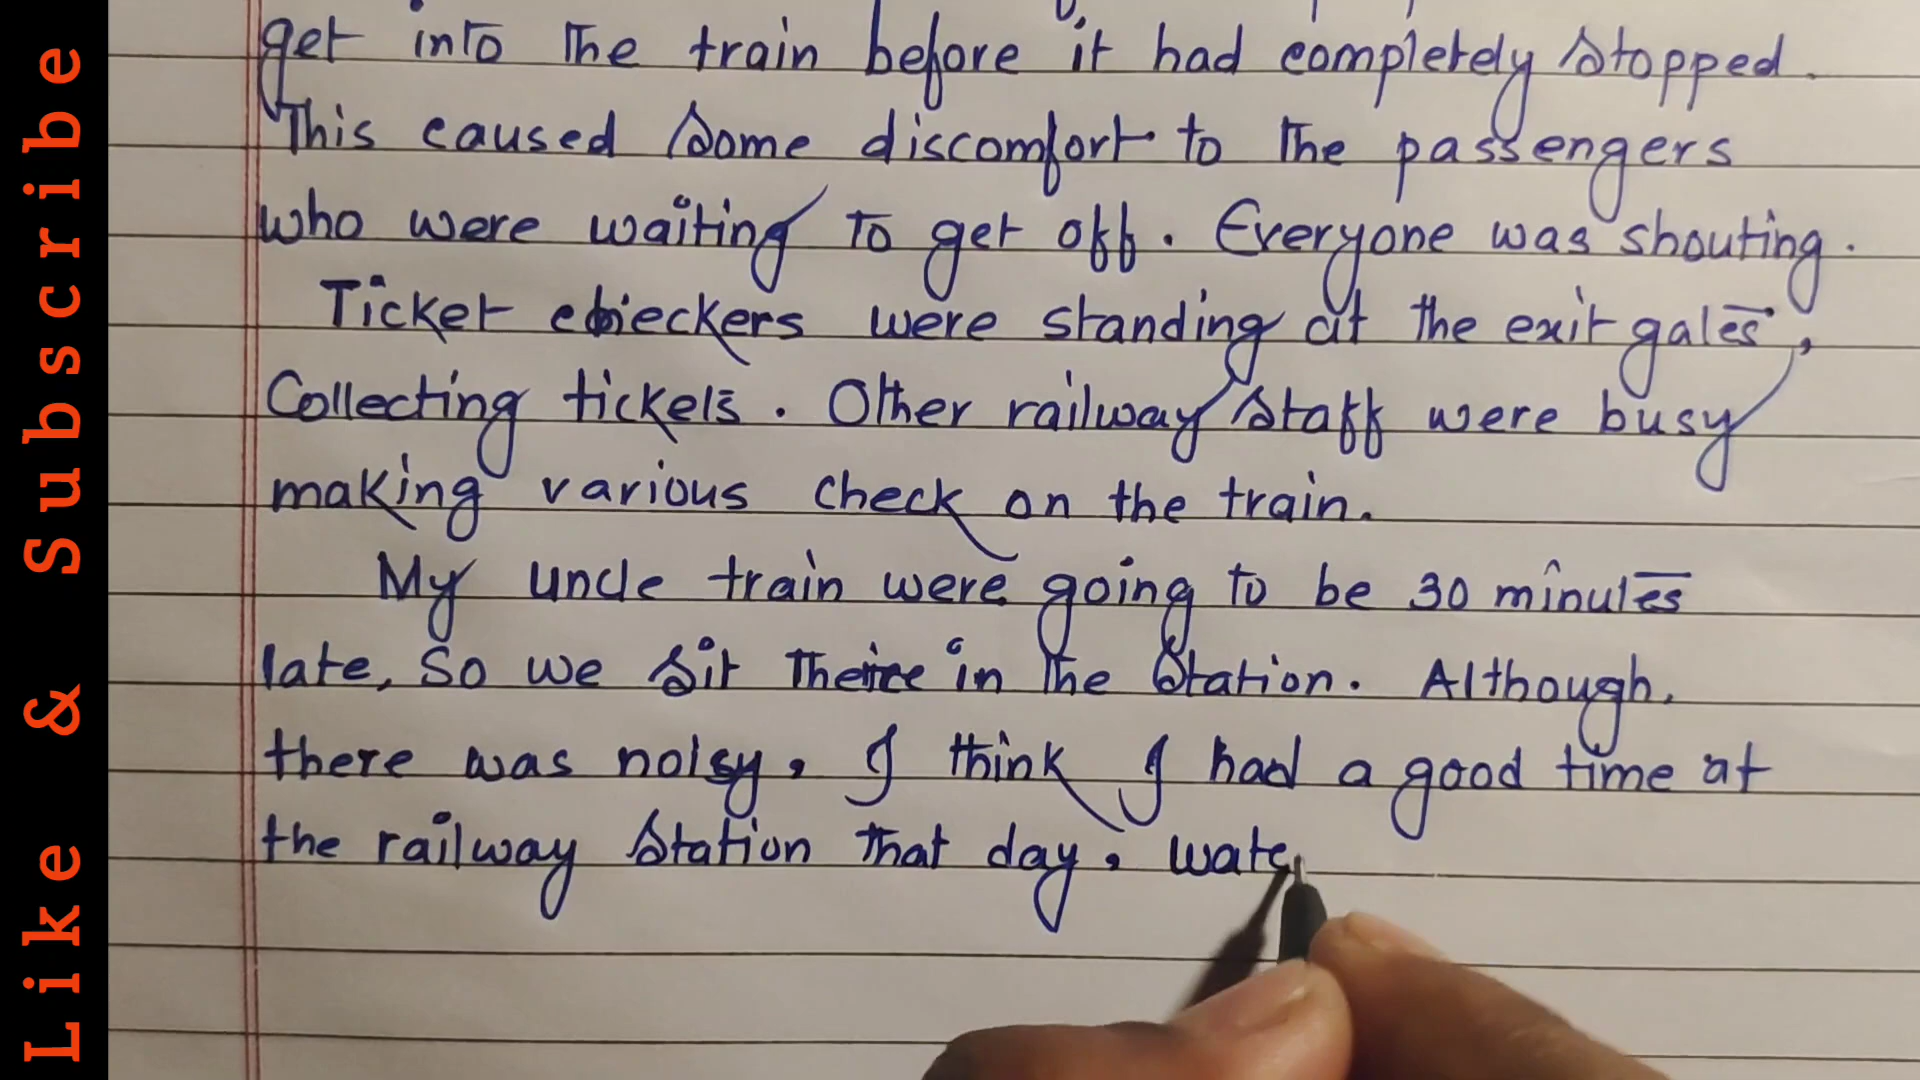 Like & Subscribe
get into the train before it had completely stopped.
This caused some discomfort to the passengers
who were waiting to get off. Everyone was shouting.
Ticket checkers were standing at the exit gates,
Collecting tickets. Other railway staff were busy
making various check on the train.
My uncle train were going to be 30 minutes
late, So we sit there in the Station. Although,
there was noisy, I think I had a good time at
the railway station that day, watc